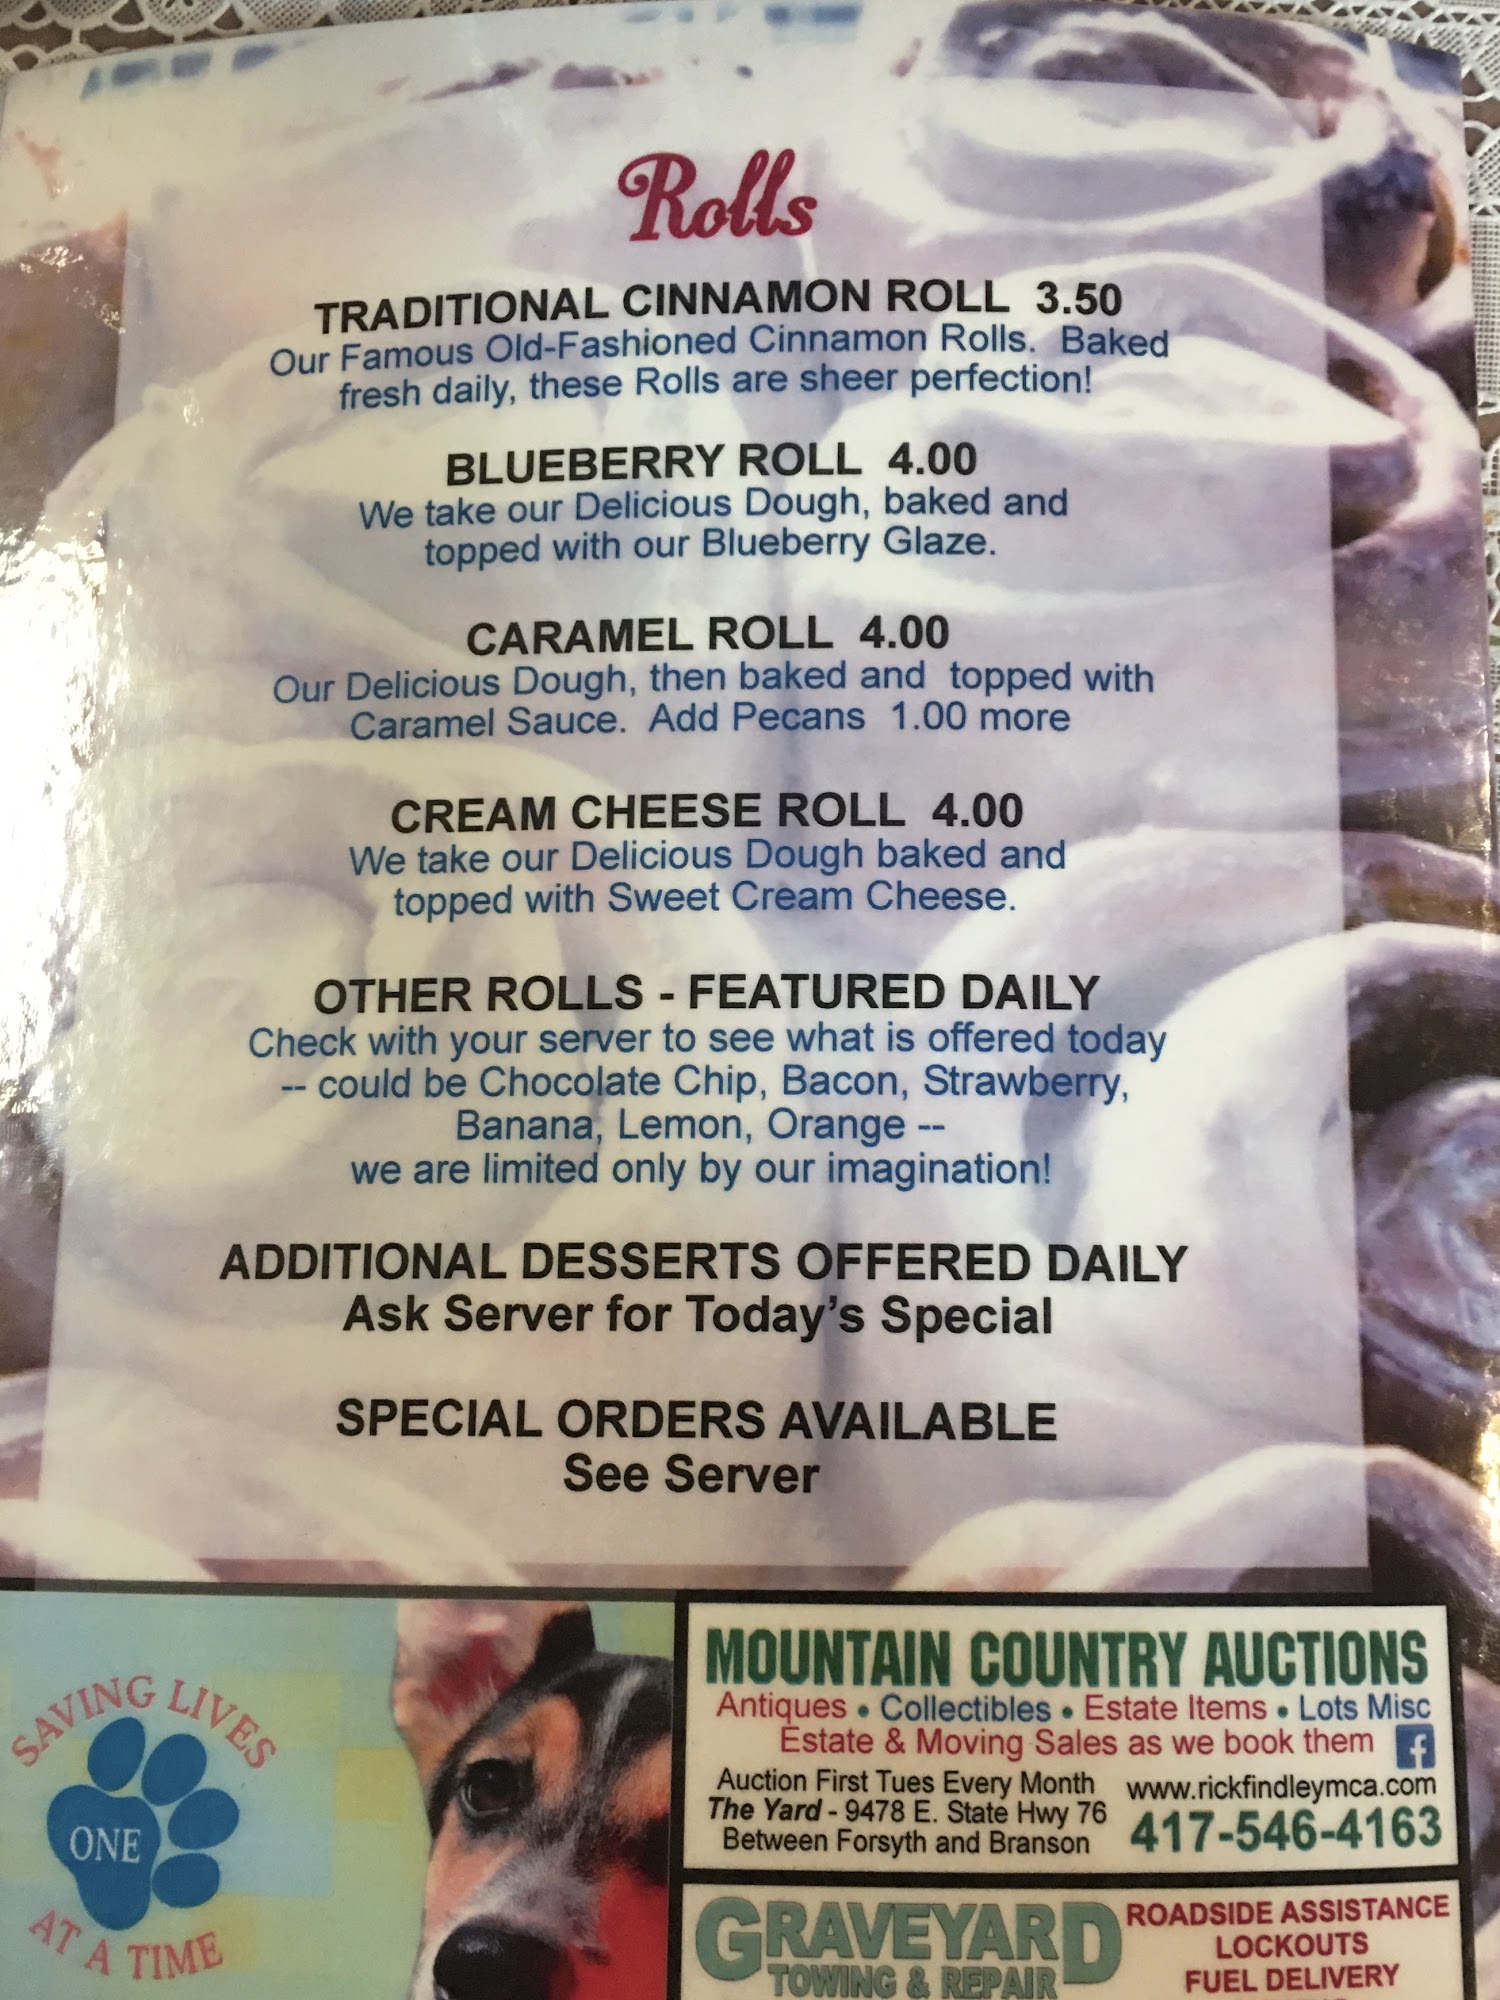 Rolls
TRADITIONAL CINNAMON ROLL 3.50
Our Famous Old-Fashioned Cinnamon Rolls. Baked
fresh daily, these Rolls are sheer perfection!
BLUEBERRY ROLL 4.00
We take our Delicious Dough, baked and
topped with our Blueberry Glaze.
CARAMEL ROLL 4.00
Our Delicious Dough, then baked and topped with
Caramel Sauce. Add Pecans 1.00 more
CREAM CHEESE ROLL 4.00
We take our Delicious Dough baked and
topped with Sweet Cream Cheese.
OTHER ROLLS - FEATURED DAILY
Check with your server to see what is offered today
-- could be Chocolate Chip, Bacon, Strawberry,
Banana, Lemon, Orange --
we are limited only by our imagination!
ADDITIONAL DESSERTS OFFERED DAILY
Ask Server for Today's Special
SPECIAL ORDERS AVAILABLE
See Server
SAVING LIVES
ONE
AT A TIME
MOUNTAIN COUNTRY AUCTIONS
Antiques • Collectibles • Estate Items • Lots Misc
Estate & Moving Sales as we book them f
Auction First Tues Every Month www.rickfindleymca.com
The Yard - 9478 E. State Hwy 76
Between Forsyth and Branson 417-546-4163
GRAVEYARD
TOWING & REPAIR
ROADSIDE ASSISTANCE
LOCKOUTS
FUEL DELIVERY